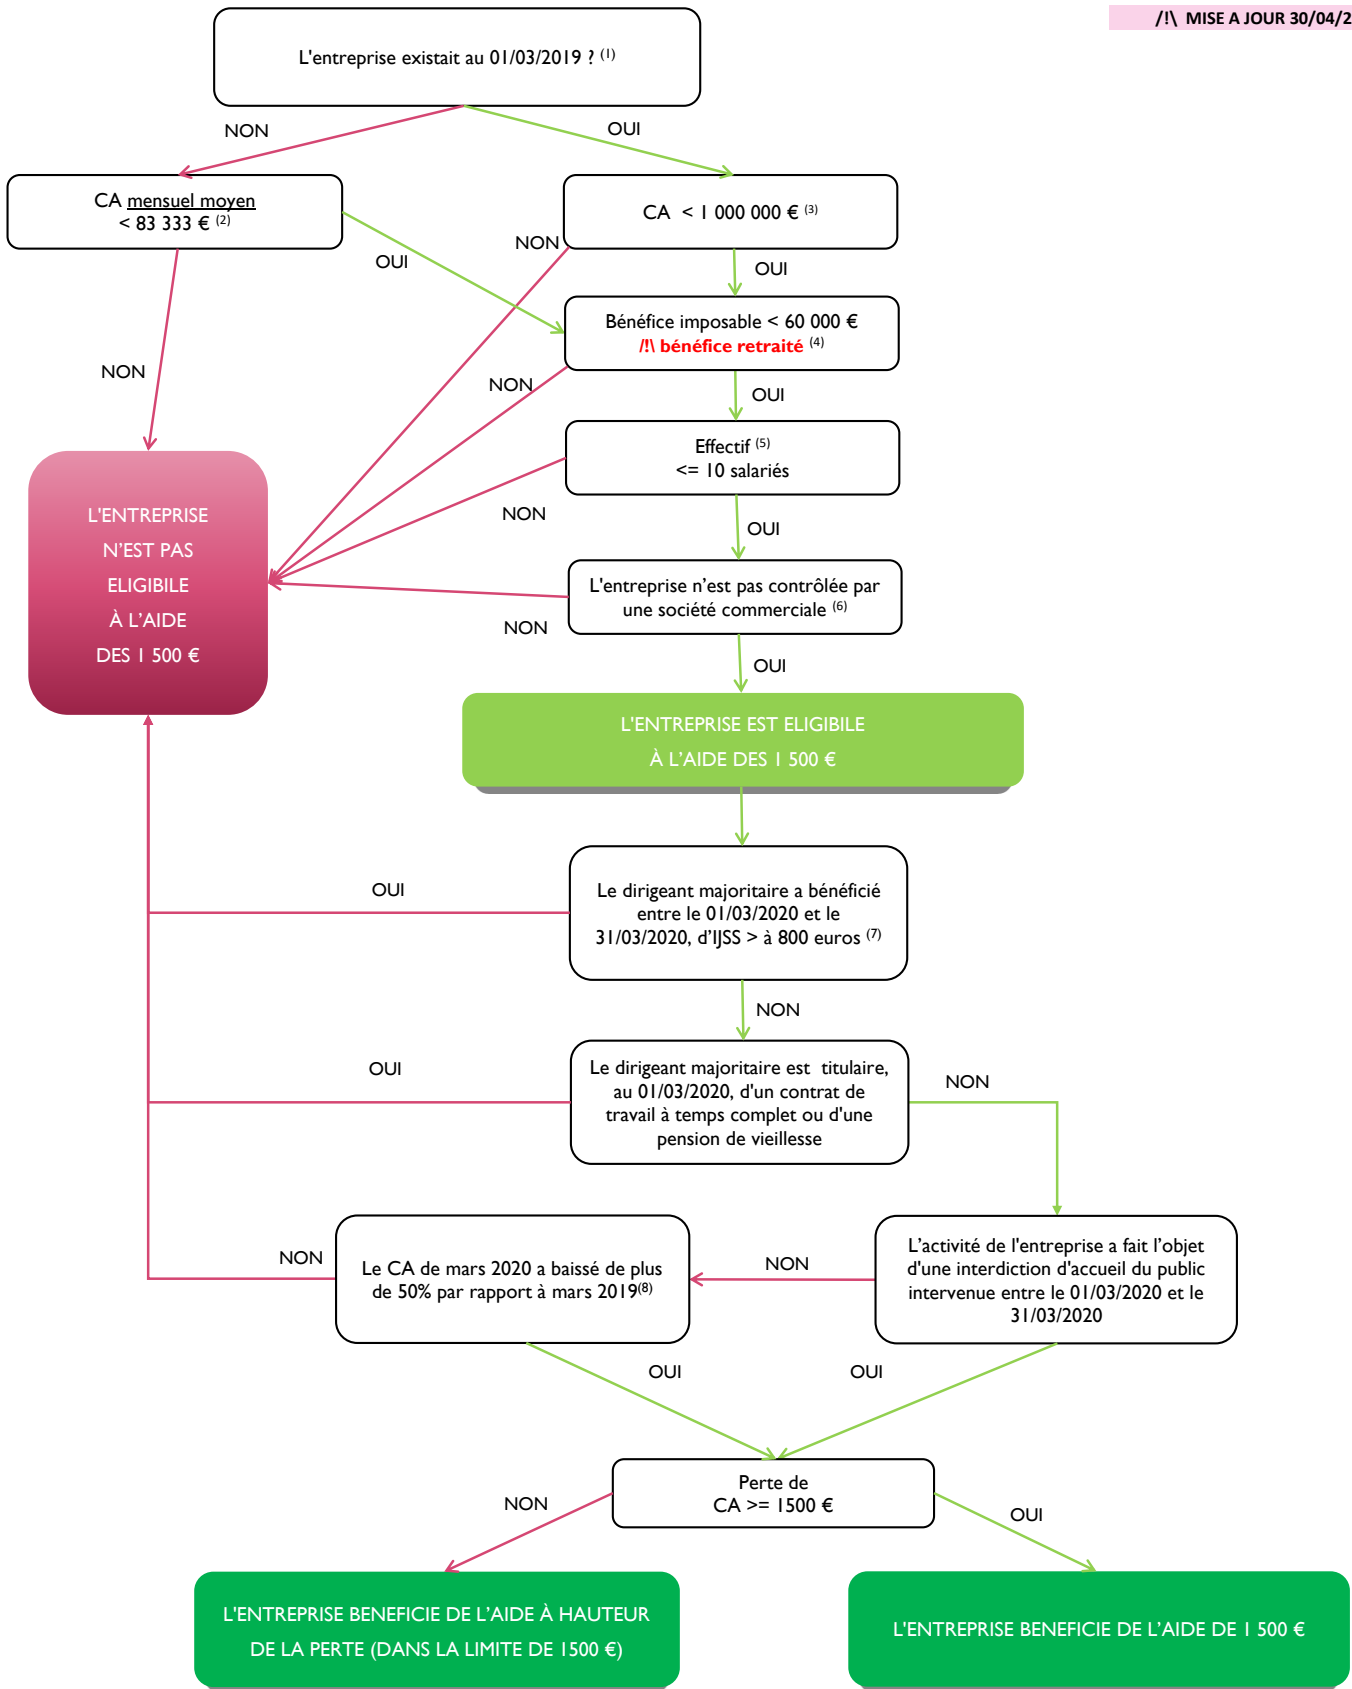 /!\ MISE A JOUR 30/04/2
L'entreprise existait au 01/03/2019 ? (1)
NON
OUI
CA mensuel moyen
< 83 333 € (2)
CA < 1 000 000 € (3)
NON
OUI
OUI
Bénéfice imposable < 60 000 €
/!\ bénéfice retraité (4)
NON
NON
OUI
Effectif (5)
<= 10 salariés
L'ENTREPRISE
N'EST PAS
ELIGIBILE
À L'AIDE
DES 1 500 €
NON
OUI
L'entreprise n'est pas contrôlée par
une société commerciale (6)
NON
OUI
L'ENTREPRISE EST ELIGIBILE
À L'AIDE DES 1 500 €
OUI
Le dirigeant majoritaire a bénéficié
entre le 01/03/2020 et le
31/03/2020, d'IJSS > à 800 euros (7)
NON
OUI
Le dirigeant majoritaire est titulaire,
au 01/03/2020, d'un contrat de
travail à temps complet ou d'une
pension de vieillesse
NON
NON
Le CA de mars 2020 a baissé de plus
de 50% par rapport à mars 2019(8)
NON
L'activité de l'entreprise a fait l'objet
d'une interdiction d'accueil du public
intervenue entre le 01/03/2020 et le
31/03/2020
OUI
OUI
Perte de
CA >= 1500 €
NON
OUI
L'ENTREPRISE BENEFICIE DE L'AIDE À HAUTEUR
DE LA PERTE (DANS LA LIMITE DE 1500 €)
L'ENTREPRISE BENEFICIE DE L'AIDE DE 1 500 €